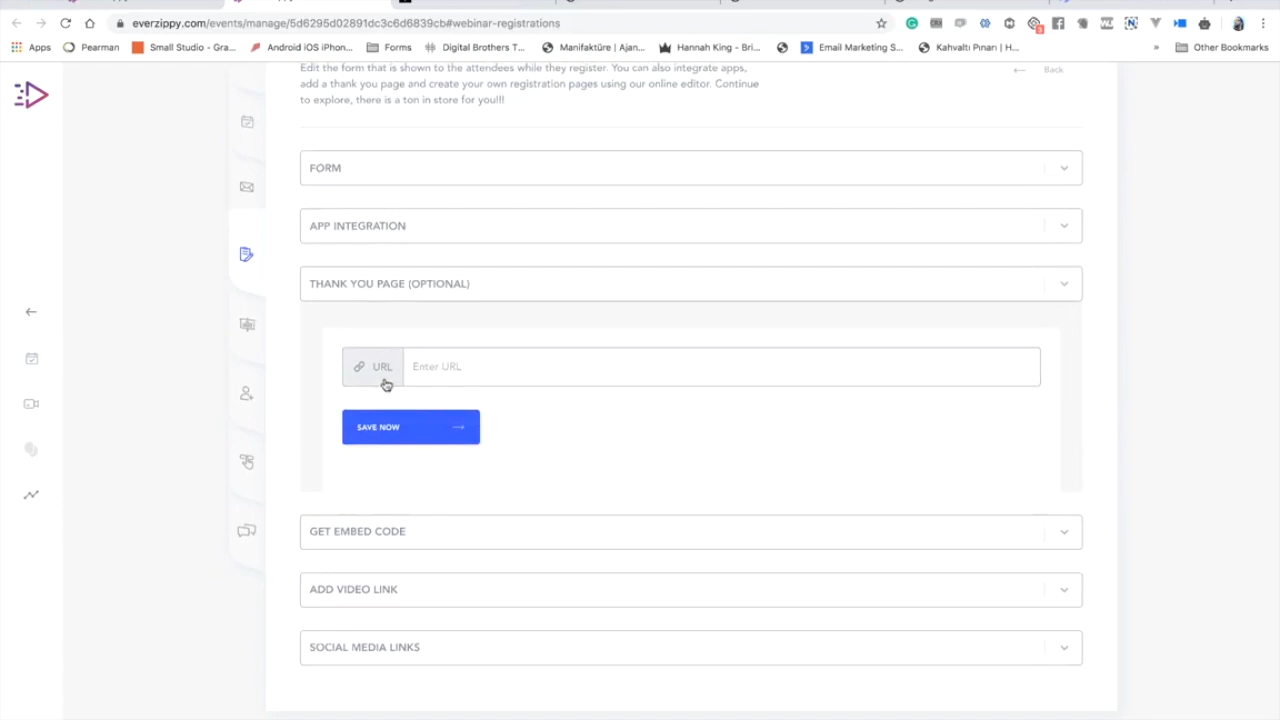 everzippy.com/events/manage/5d6295d02891dc3c6d6839cb#webinar-registrations
Apps Pearman Small Studio - Gra... Android iOS iPhon... Forms Digital Brothers T... Manifaktüre | Ajan... Hannah King - Bri... Email Marketing S... Kahvaltı Pınarı | H... » Other Bookmarks
Edit the form that is shown to the attendees while they register. You can also integrate apps,
add a thank you page and create your own registration pages using our online editor. Continue
to explore, there is a ton in store for you!!!
Back
FORM
APP INTEGRATION
THANK YOU PAGE (OPTIONAL)
URL Enter URL
SAVE NOW
GET EMBED CODE
ADD VIDEO LINK
SOCIAL MEDIA LINKS